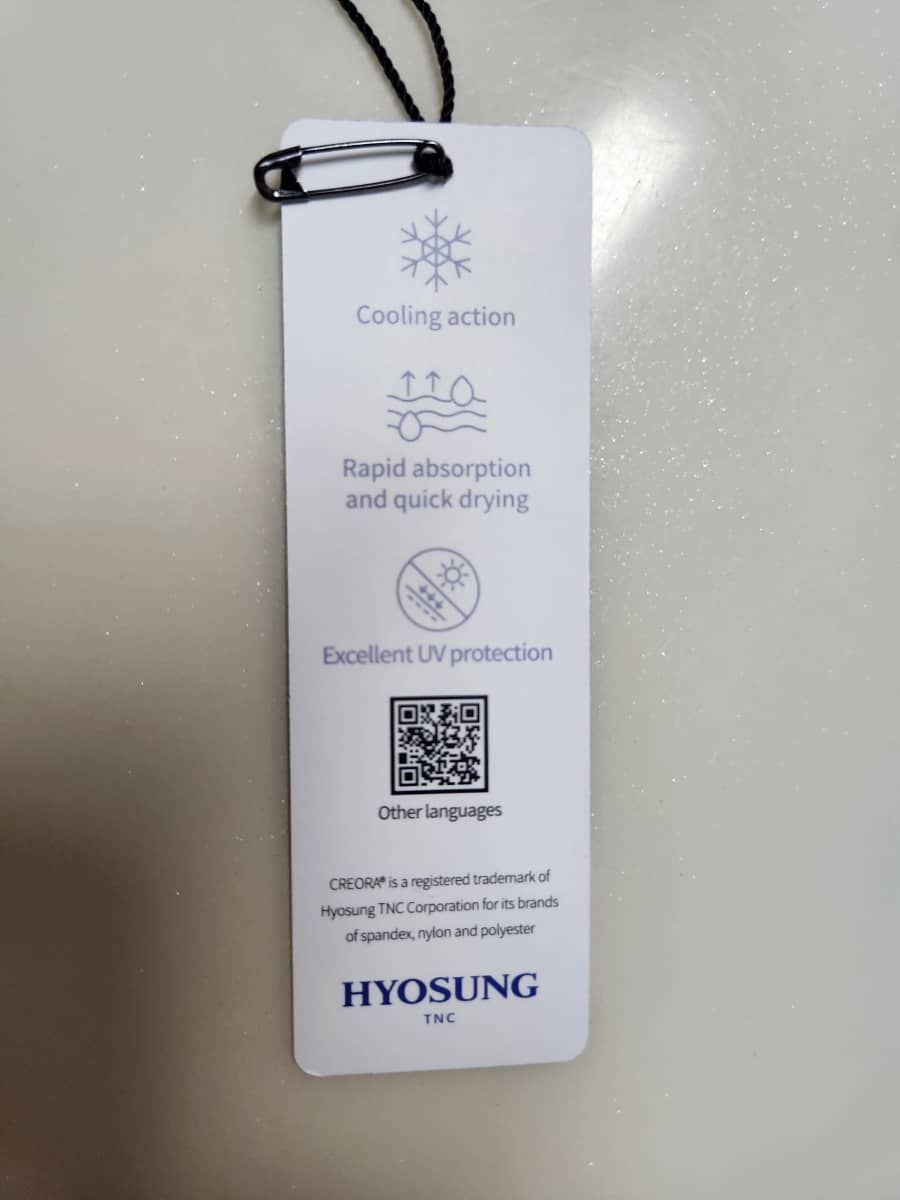 Cooling action
Rapid absorption
and quick drying
Excellent UV protection
Other languages
CREORA® is a registered trademark of
Hyosung TNC Corporation for its brands
of spandex, nylon and polyester
HYOSUNG
TNC